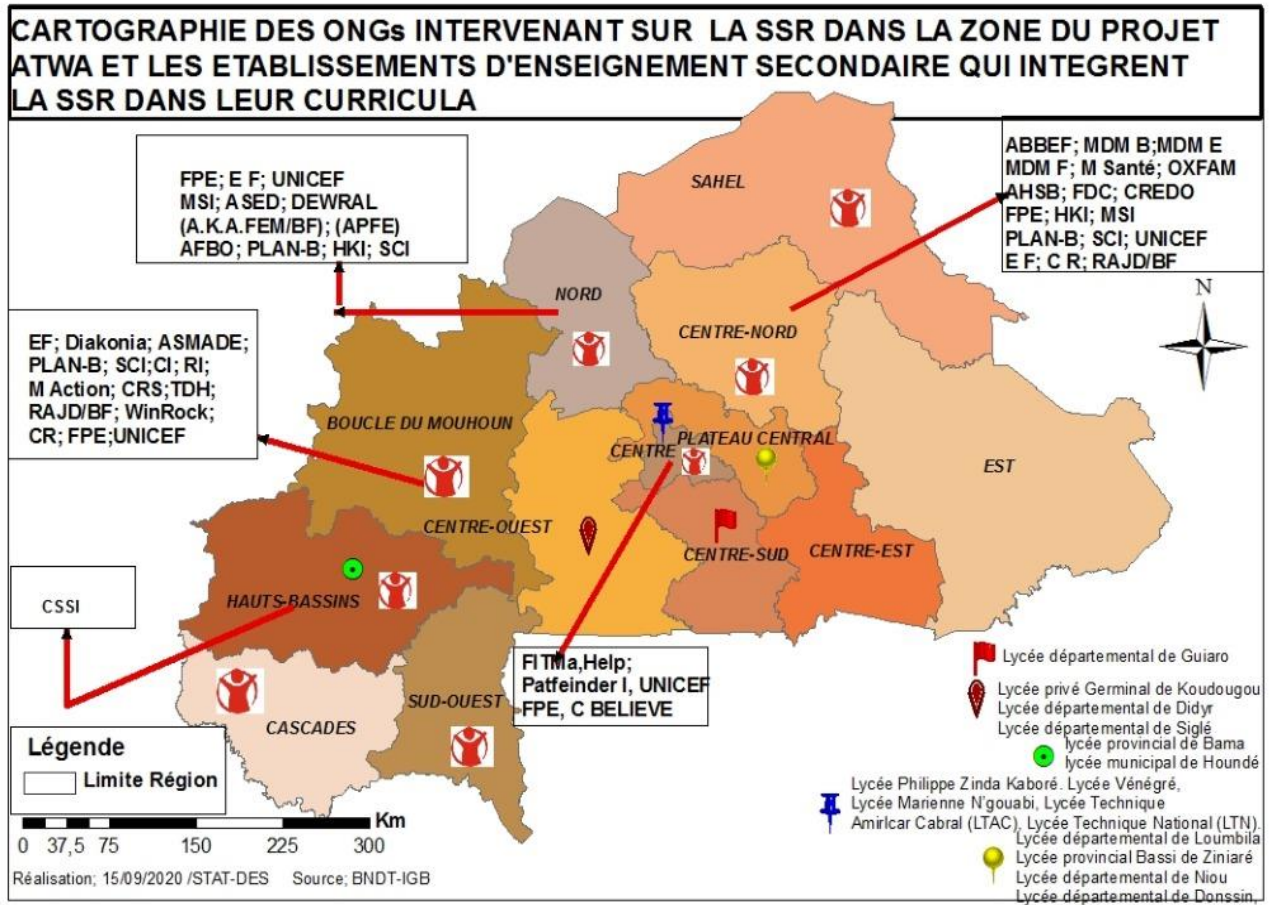 CARTOGRAPHIE DES ONGs INTERVENANT SUR LA SSR DANS LA ZONE DU PROJET
ATWA ET LES ETABLISSEMENTS D'ENSEIGNEMENT SECONDAIRE QUI INTEGRENT
LA SSR DANS LEUR CURRICULA
FPE; E F; UNICEF
MSI; ASED; DEWRAL
(A.K.A.FEM/BF); (APFE)
AFBO; PLAN-B; HKI; SCI
ABBEF; MDM B;MDM E
MDM F; M Santé; OXFAM
AHSB; FDC; CREDO
FPE; HKI; MSI
PLAN-B; SCI; UNICEF
E F; C R; RAJD/BF
SAHEL
N
NORD
CENTRE-NORD
EF; Diakonia; ASMADE;
PLAN-B; SCI;CI; RI;
M Action; CRS;TDH;
RAJD/BF; WinRock;
CR; FPE;UNICEF
BOUCLE DU MOUHOUN
PLATEAU CENTRAL
CENTRE
EST
CENTRE-OUEST
CENTRE-SUD
CENTRE-EST
HAUTS-BASSINS
CSSI
FITMa,Help;
Patfeinder I, UNICEF
FPE, C BELIEVE
SUD-OUEST
CASCADES
Lycée départemental de Guiaro
Lycée privé Germinal de Koudougou
Lycée départemental de Didyr
Lycée départemental de Siglé
lycée provincial de Bama
lycée municipal de Houndé
Lycée Philippe Zinda Kaboré. Lycée Vénégré,
Lycée Marienne N'gouabi, Lycée Technique
Amirlcar Cabral (LTAC), Lycée Technique National (LTN).
Lycée départemental de Loumbila
Lycée provincial Bassi de Ziniaré
Lycée départemental de Niou
Lycée départemental de Donssin,
Légende
Limite Région
Km
0 37,5 75 150 225 300
Réalisation; 15/09/2020 /STAT-DES Source; BNDT-IGB